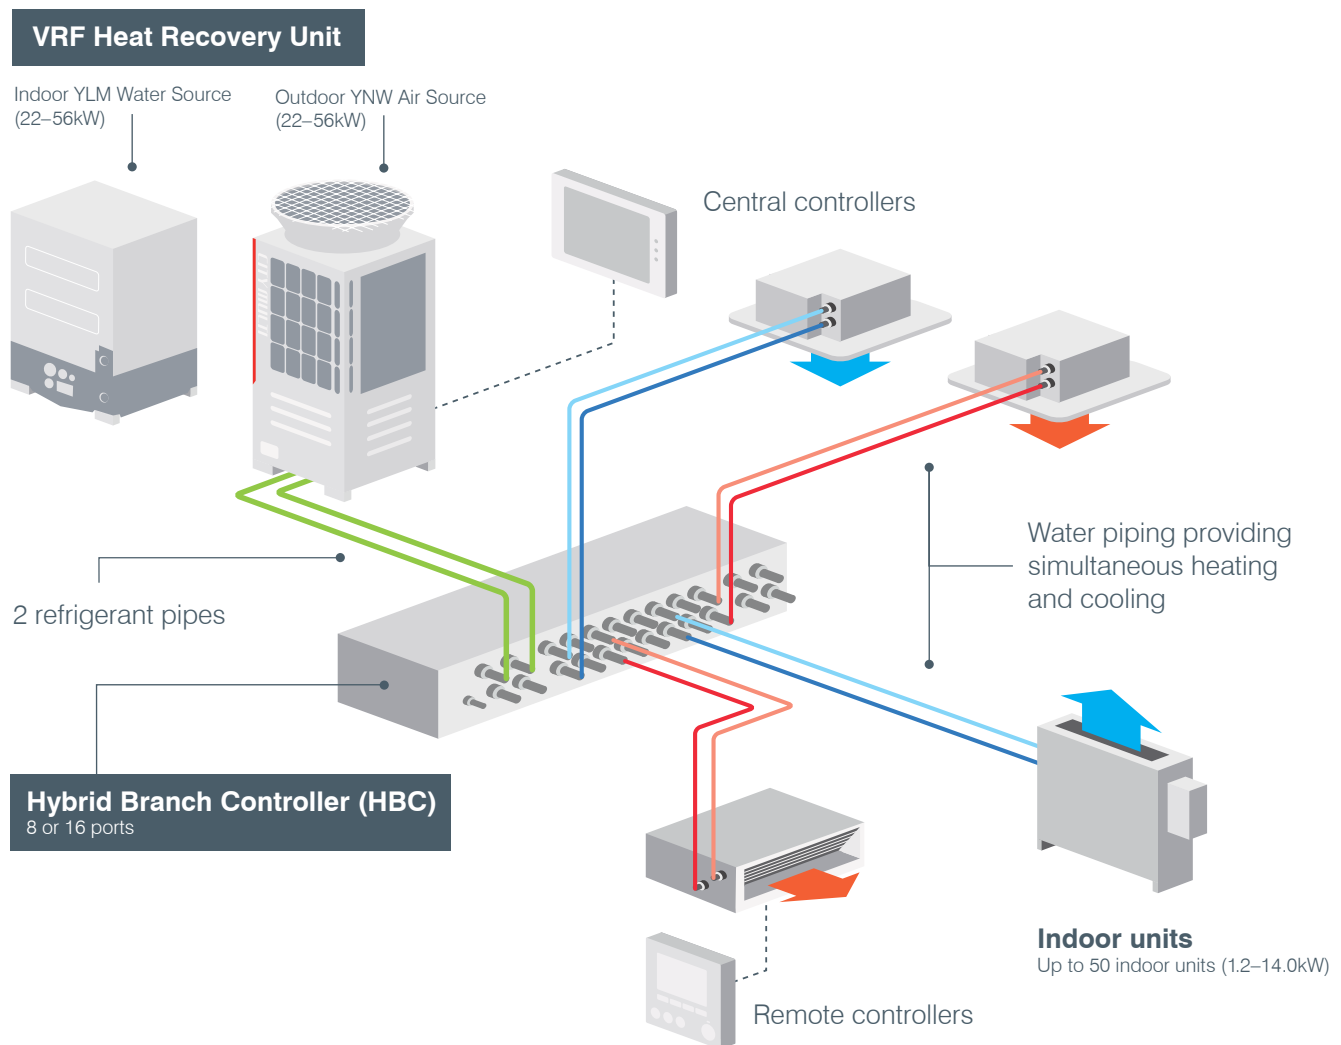 VRF Heat Recovery Unit
Indoor YLM Water Source
(22–56kW)
Outdoor YNW Air Source
(22–56kW)
Central controllers
Water piping providing
simultaneous heating
and cooling
2 refrigerant pipes
Hybrid Branch Controller (HBC)
8 or 16 ports
Indoor units
Up to 50 indoor units (1.2–14.0kW)
Remote controllers